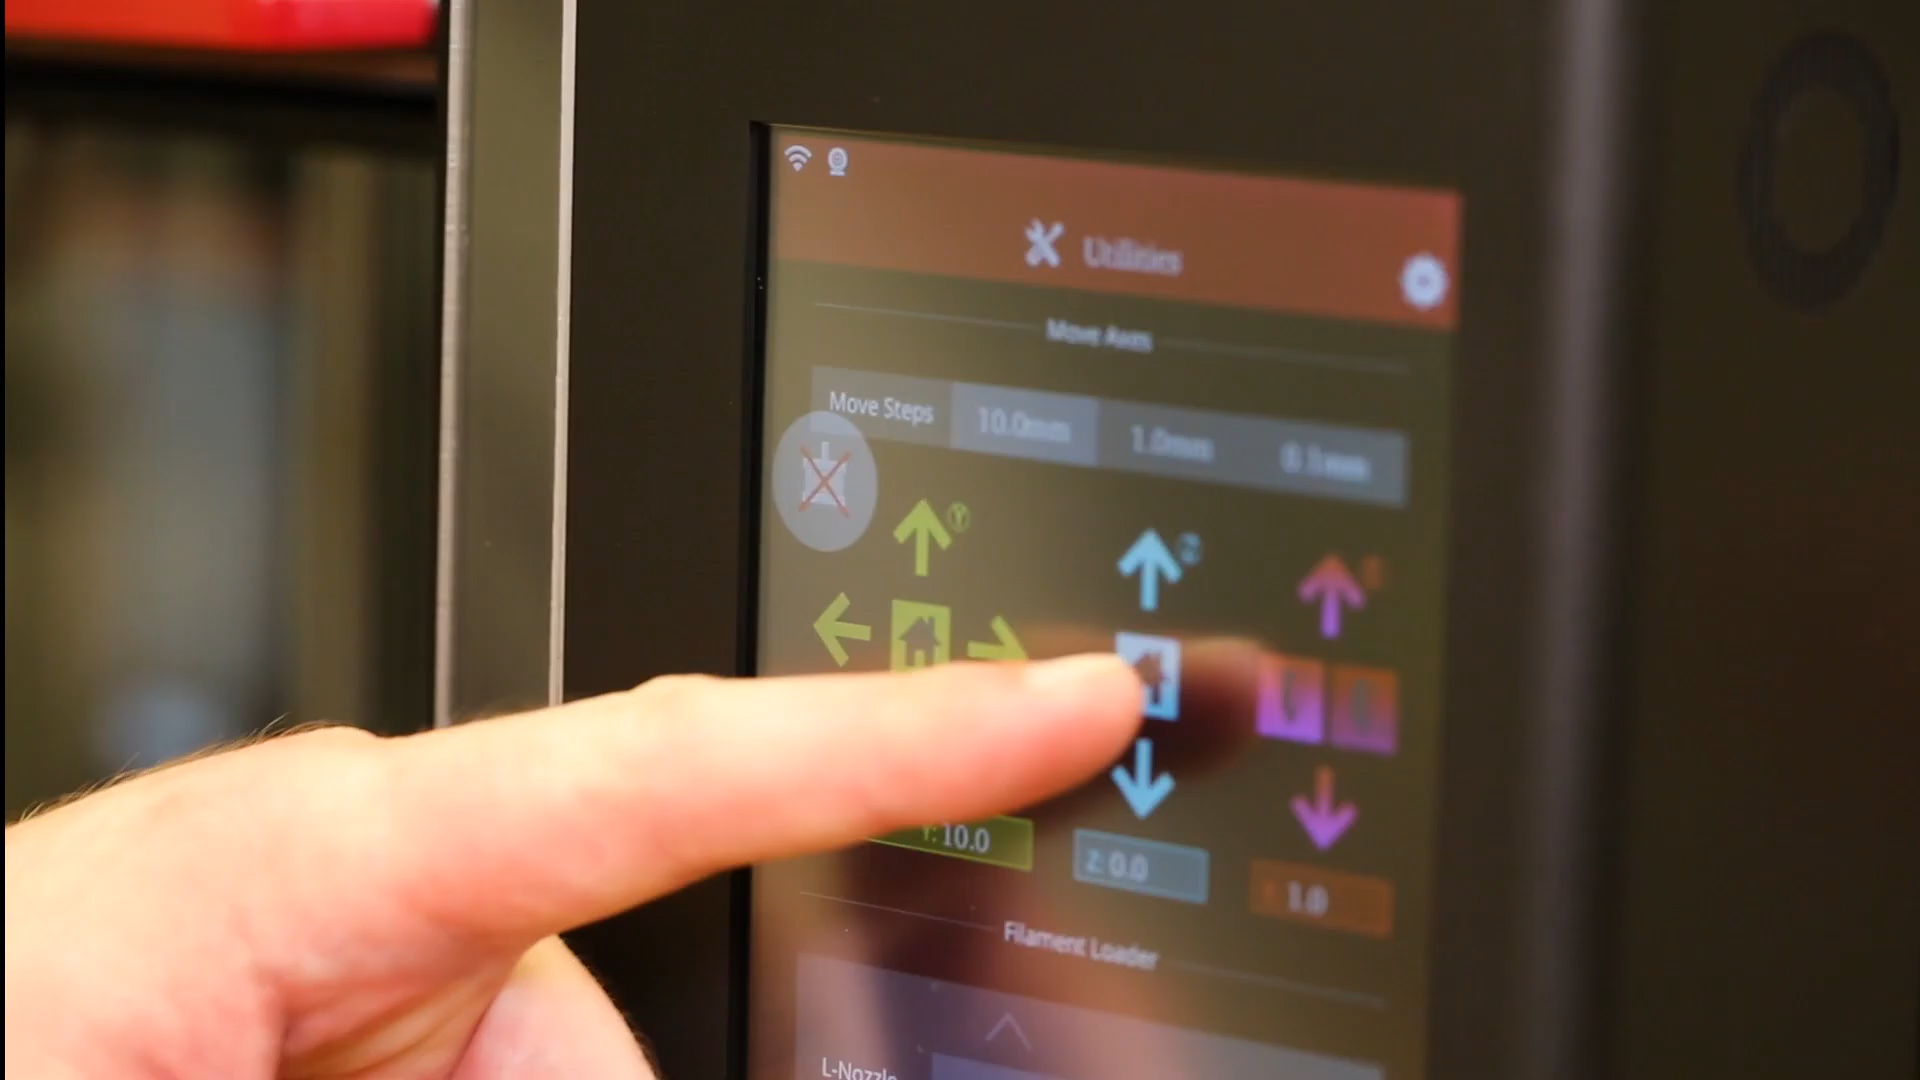 Utilities
Move Axes
Move Steps 10.0mm 1.0mm 0.1mm
Y
Z
Y: 10.0
Z: 0.0
1.0
Filament Loader
L-Nozzle